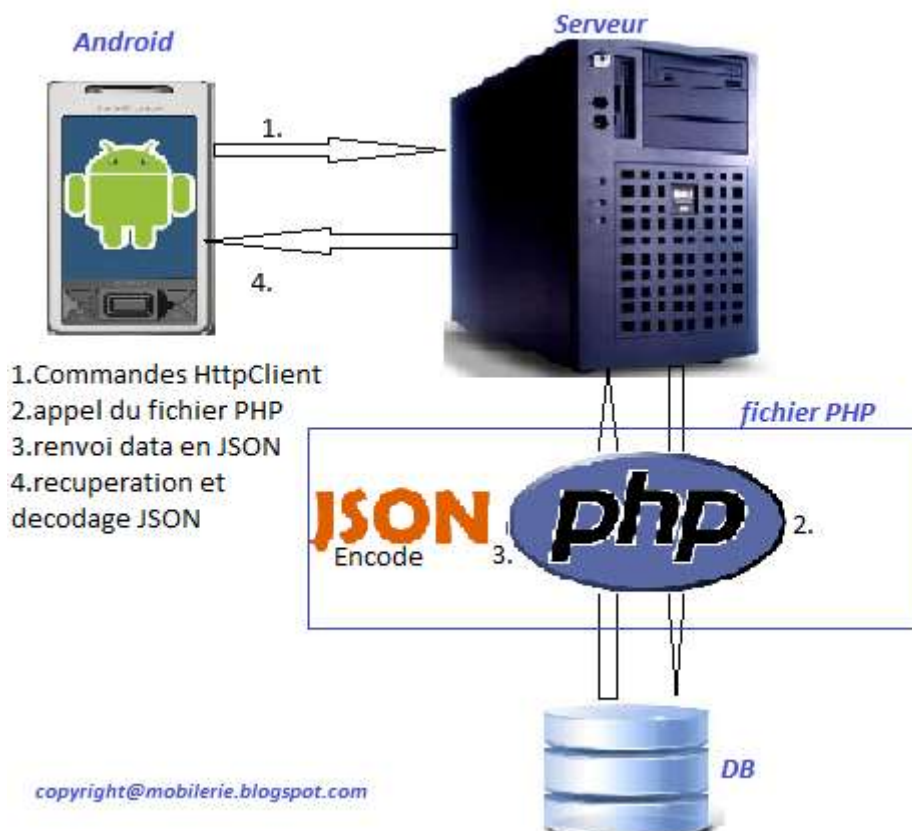 Android
Serveur
1.
4.
1.Commandes HttpClient
2.appel du fichier PHP
3.renvoi data en JSON
4.recuperation et
decodage JSON
fichier PHP
JSON
Encode
3.
php
2.
DB
copyright@mobilerie.blogspot.com